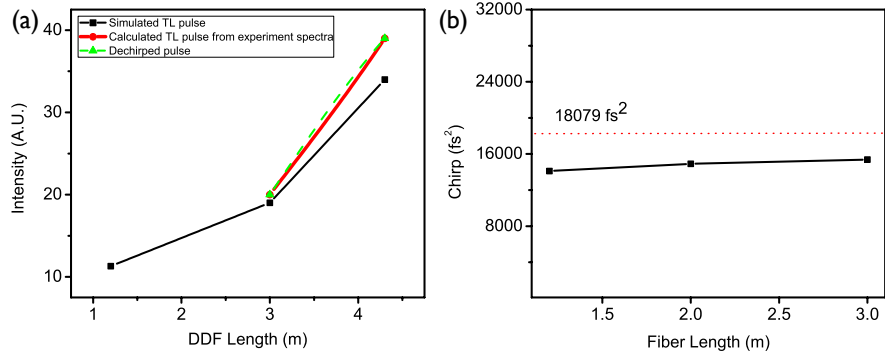 (a)
Simulated TL pulse
Calculated TL pulse from experiment spectra
Dechirped pulse
40
30
20
10
Intensity (A.U.)
1 2 3 4
DDF Length (m)
(b)
32000
24000
16000
8000
Chirp (fs²)
18079 fs²
1.5 2.0 2.5 3.0
Fiber Length (m)